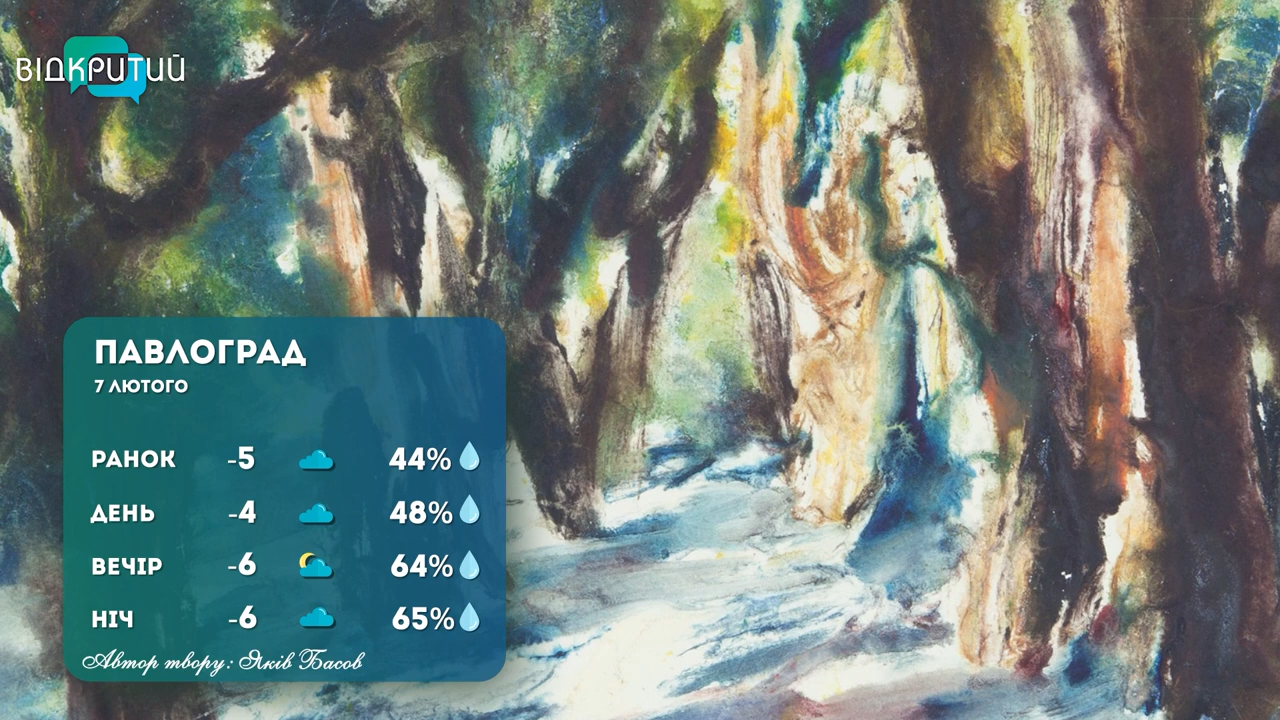 ВІДКРИТИЙ
ПАВЛОГРАД
7 ЛЮТОГО
РАНОК -5 44%
ДЕНЬ -4 48%
ВЕЧІР -6 64%
НІЧ -6 65%
Автор твору: Яків Басов